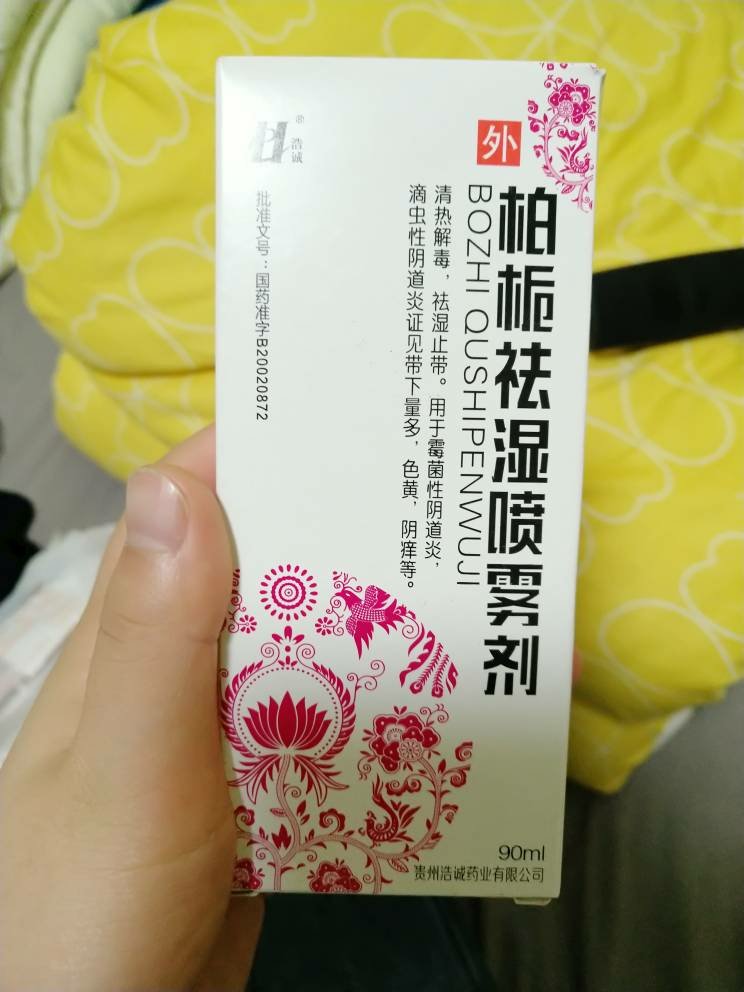 外
柏栀祛湿喷雾剂
BOZHI QUSHIPENWUJI
清热解毒，祛湿止带。用于霉菌性阴道炎，
滴虫性阴道炎证见带下量多，色黄，阴痒等。
®
浩诚
批准文号：国药准字B20020872
90ml
贵州浩诚药业有限公司